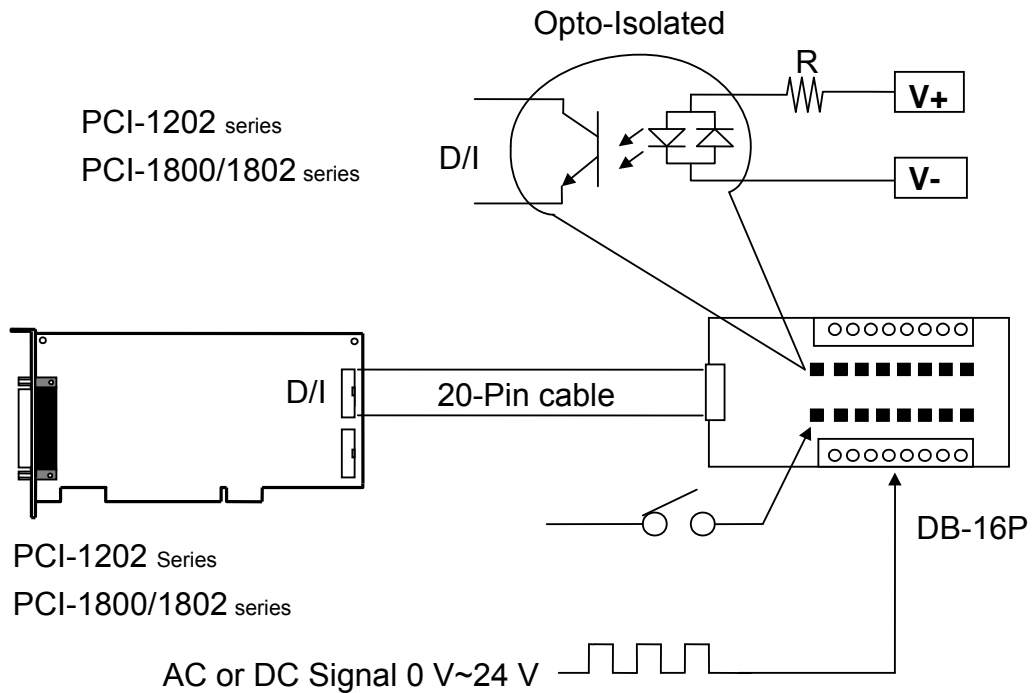 Opto-Isolated
R
V+
PCI-1202 series
D/I
PCI-1800/1802 series
V-
D/I
20-Pin cable
DB-16P
PCI-1202 Series
PCI-1800/1802 series
AC or DC Signal 0 V~24 V